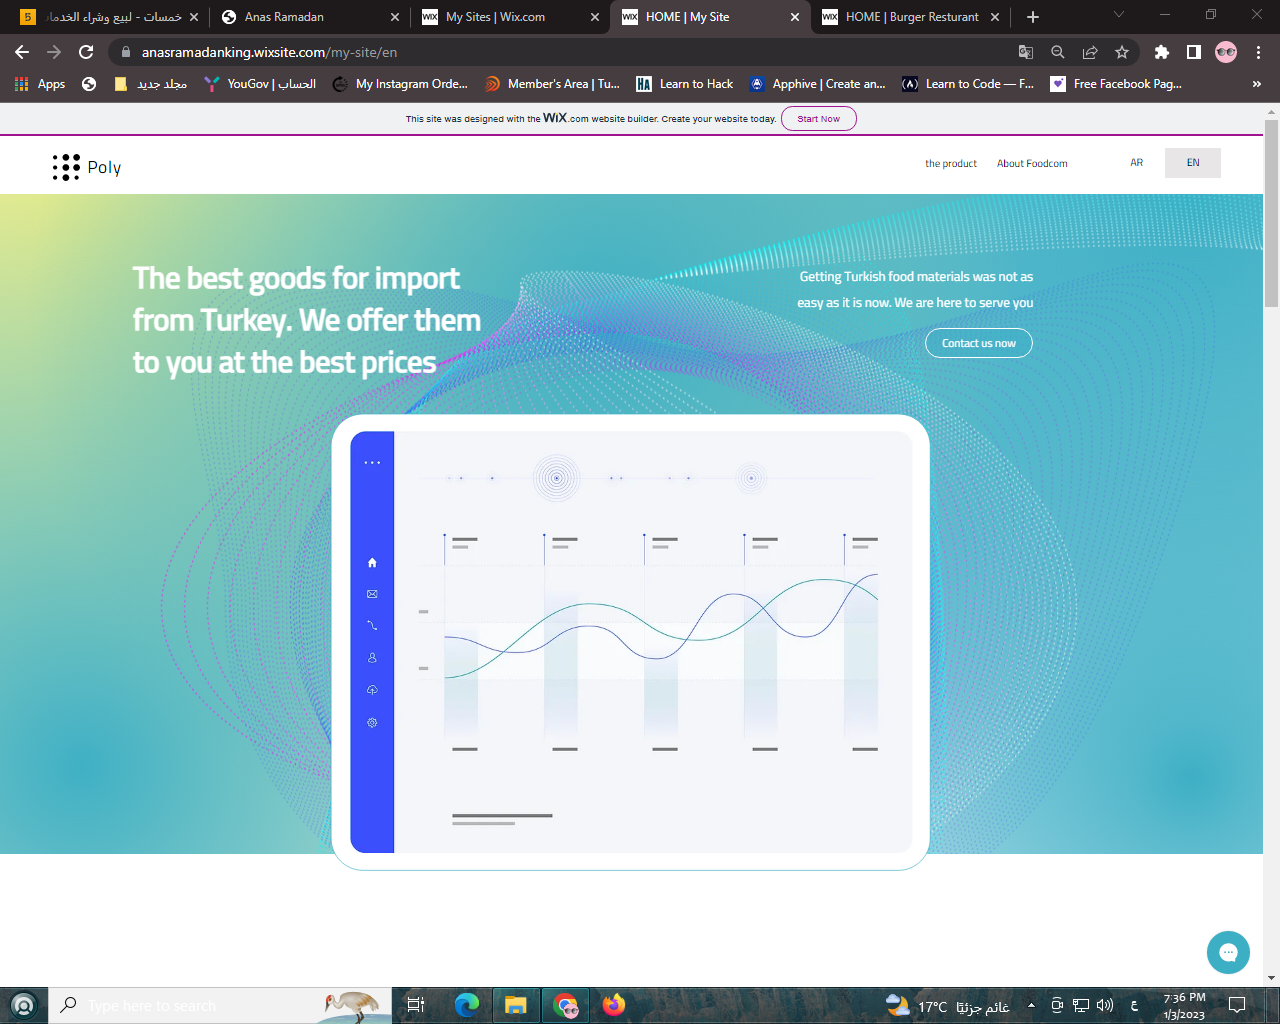 خمسات - لبيع وشراء الخدمات
Anas Ramadan
WiX My Sites | Wix.com
WiX HOME | My Site
WiX HOME | Burger Resturant
anasramadanking.wixsite.com/my-site/en
Apps
مجلد جديد
YouGov | الحساب
My Instagram Orde...
Member's Area | Tu...
HA Learn to Hack
Apphive | Create an...
Learn to Code — F...
Free Facebook Pag...
»
This site was designed with the WiX.com website builder. Create your website today. Start Now
Poly
the product
About Foodcom
AR
EN
The best goods for import
from Turkey. We offer them
to you at the best prices
Getting Turkish food materials was not as
easy as it is now. We are here to serve you
Contact us now
Type here to search
17°C غائم جزئيًا
ع
7:36 PM
1/3/2023